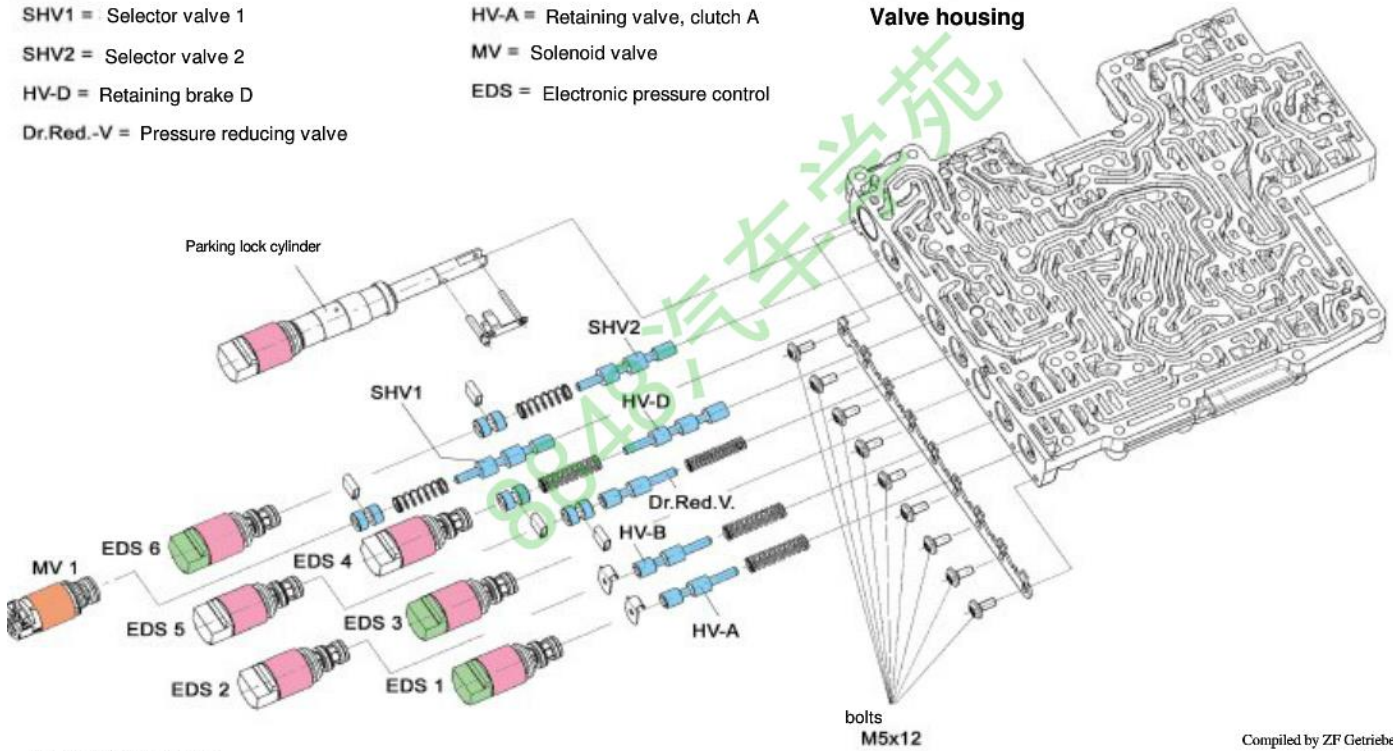 SHV1 = Selector valve 1
SHV2 = Selector valve 2
HV-D = Retaining brake D
Dr.Red.-V = Pressure reducing valve
HV-A = Retaining valve, clutch A
MV = Solenoid valve
EDS = Electronic pressure control
Valve housing
Parking lock cylinder
SHV2
SHV1
HV-D
Dr.Red.V.
HV-B
HV-A
EDS 6
EDS 4
MV 1
EDS 5
EDS 3
EDS 2
EDS 1
bolts
M5x12
Compiled by ZF Getriebe
8848汽车学苑